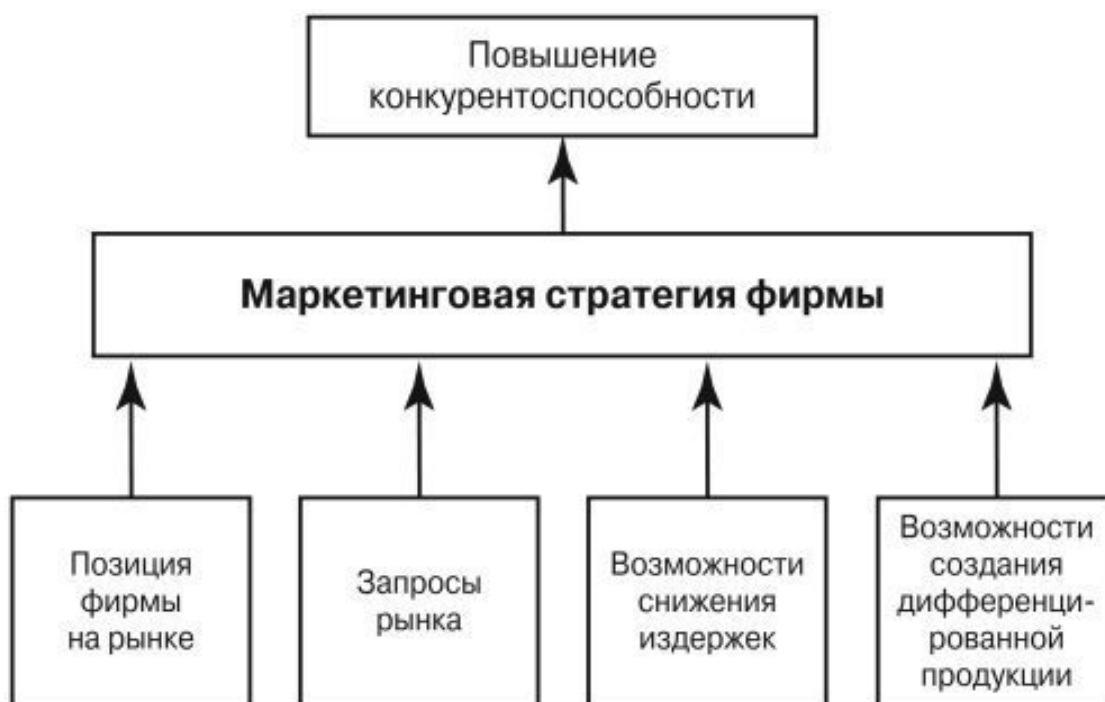 Повышение
конкурентоспособности
Маркетинговая стратегия фирмы
Позиция
фирмы
на рынке
Запросы
рынка
Возможности
снижения
издержек
Возможности
создания
дифференци-
рованной
продукции